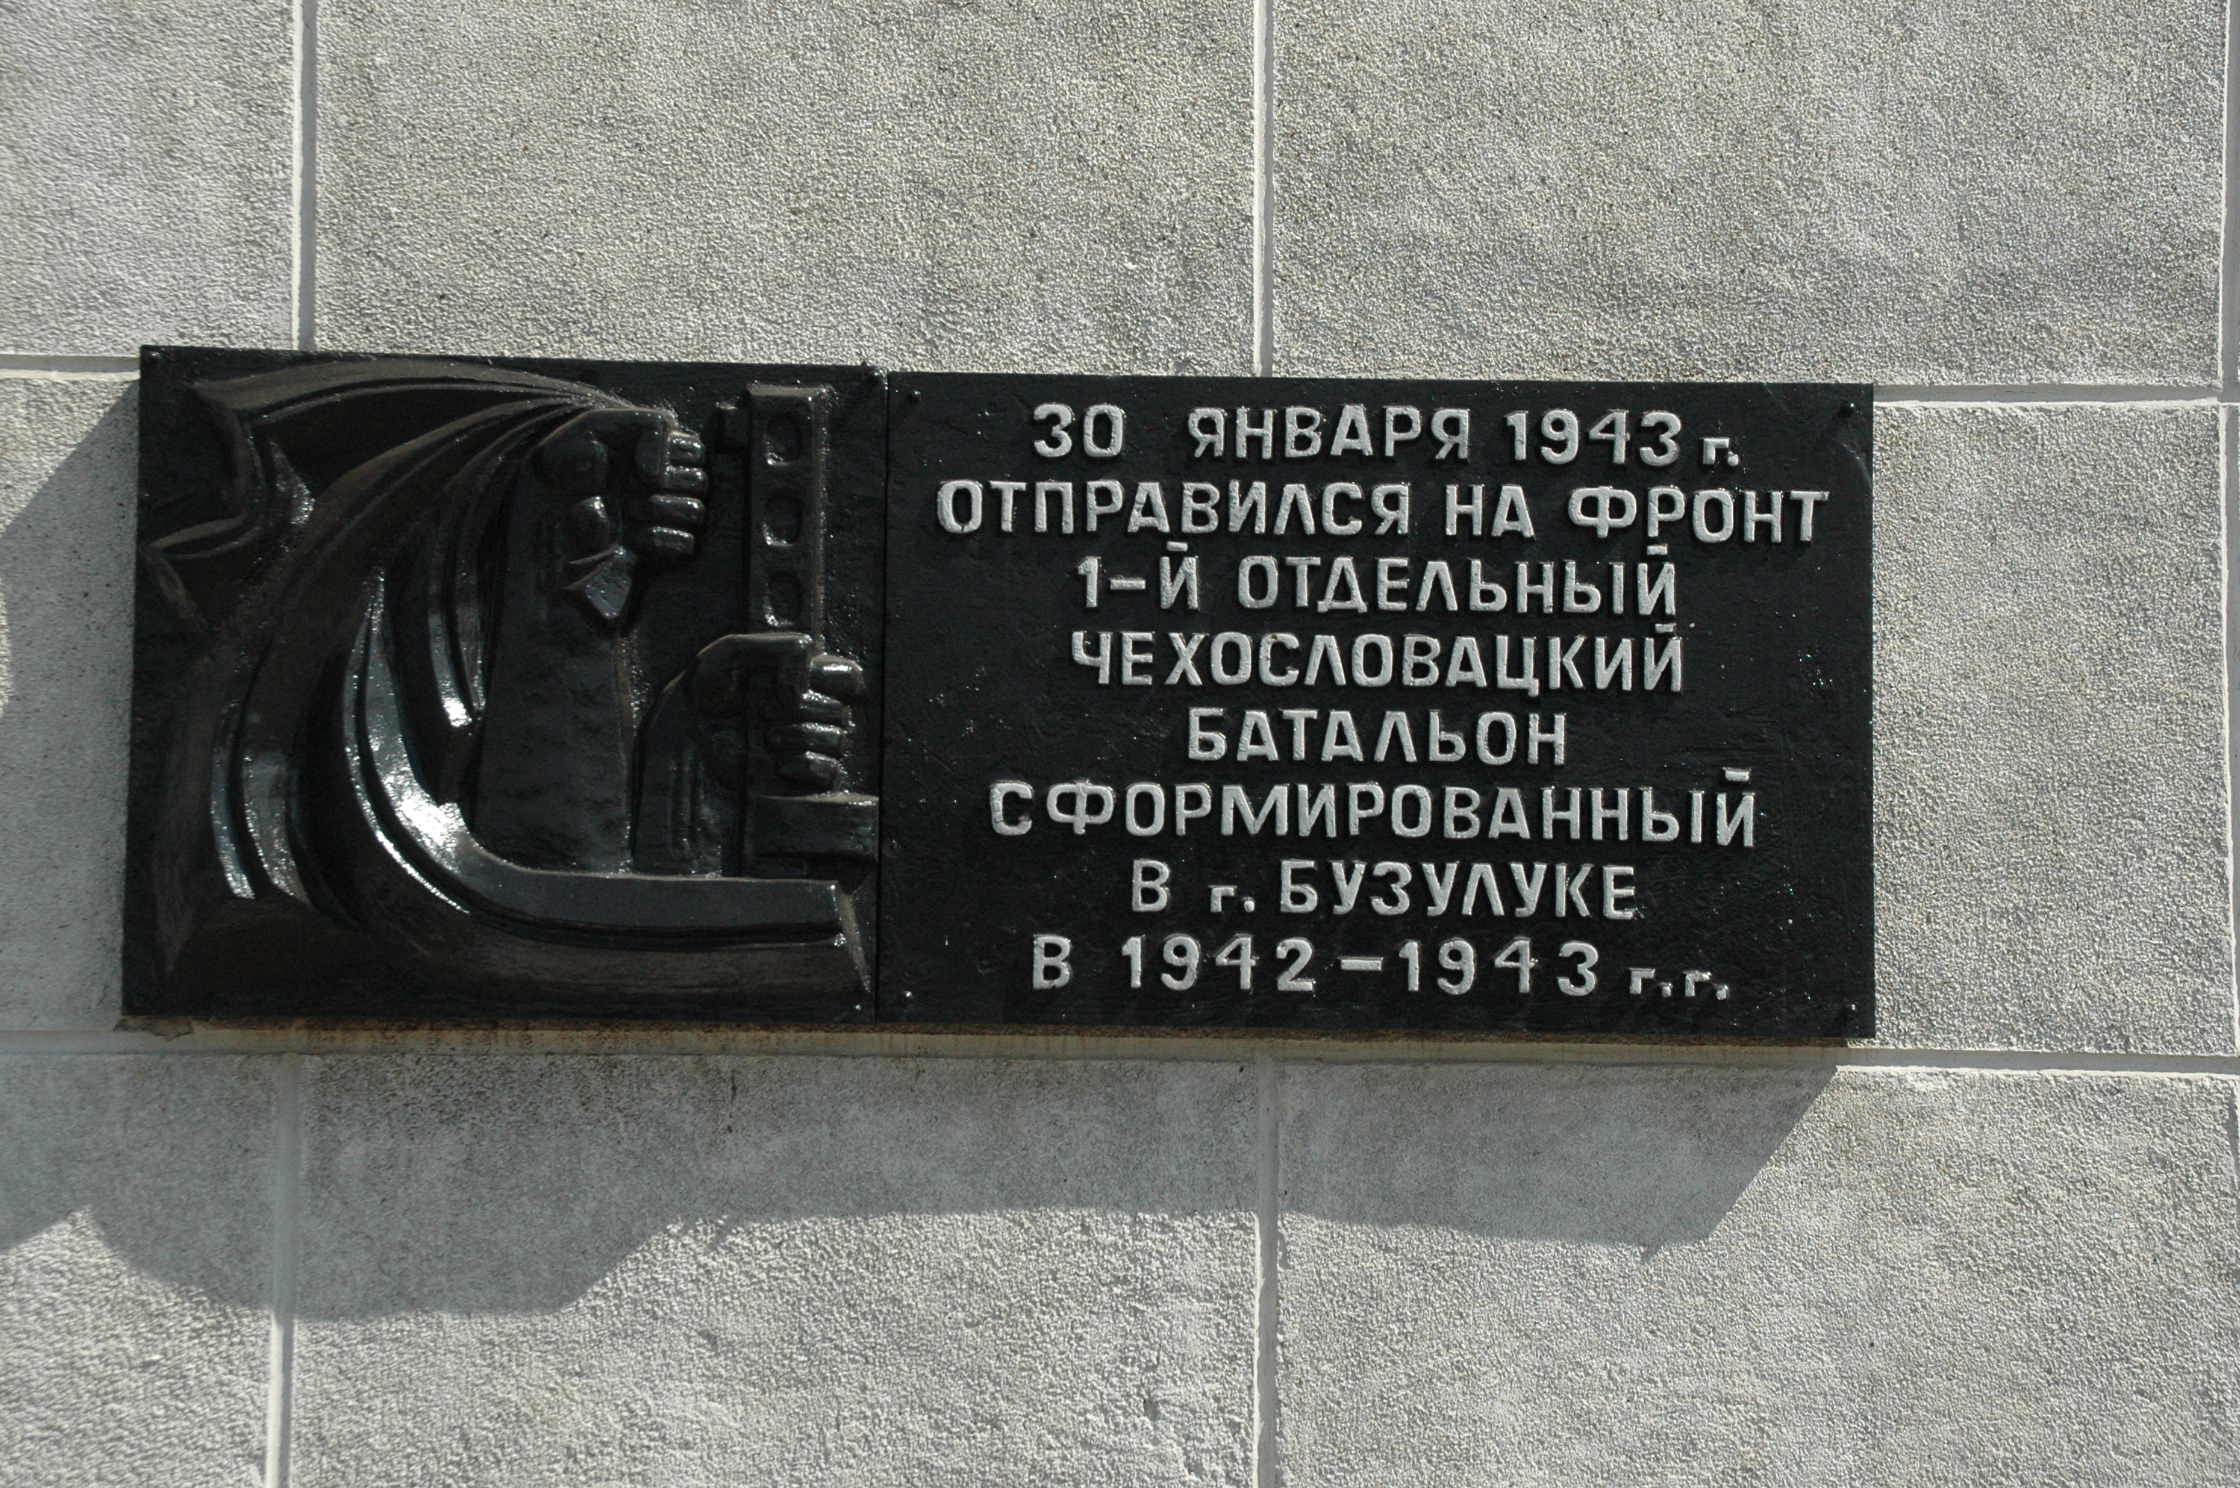 30 ЯНВАРЯ 1943 г.
ОТПРАВИЛСЯ НА ФРОНТ
1-Й ОТДЕЛЬНЫЙ
ЧЕХОСЛОВАЦКИЙ
БАТАЛЬОН
СФОРМИРОВАННЫЙ
В г. БУЗУЛУКЕ
В 1942-1943 г.г.